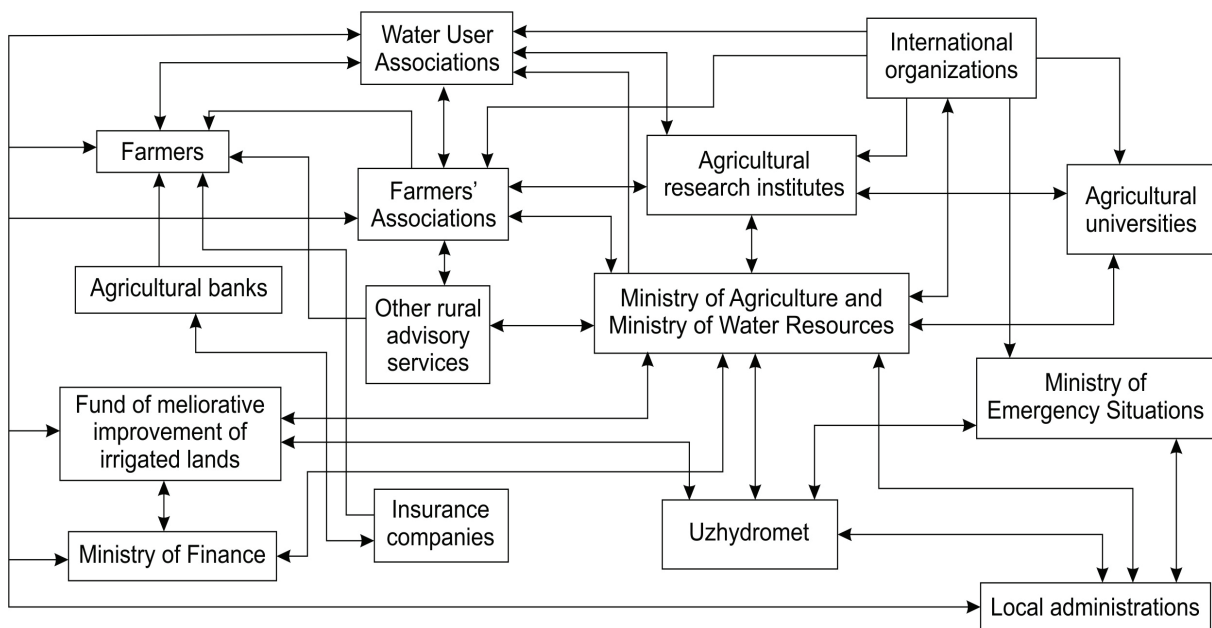 Water User
Associations
International
organizations
Farmers
Agricultural
research institutes
Farmers’
Associations
Agricultural
universities
Agricultural banks
Other rural
advisory
services
Ministry of Agriculture and
Ministry of Water Resources
Ministry of
Emergency Situations
Fund of meliorative
improvement of
irrigated lands
Insurance
companies
Uzhydromet
Ministry of Finance
Local administrations